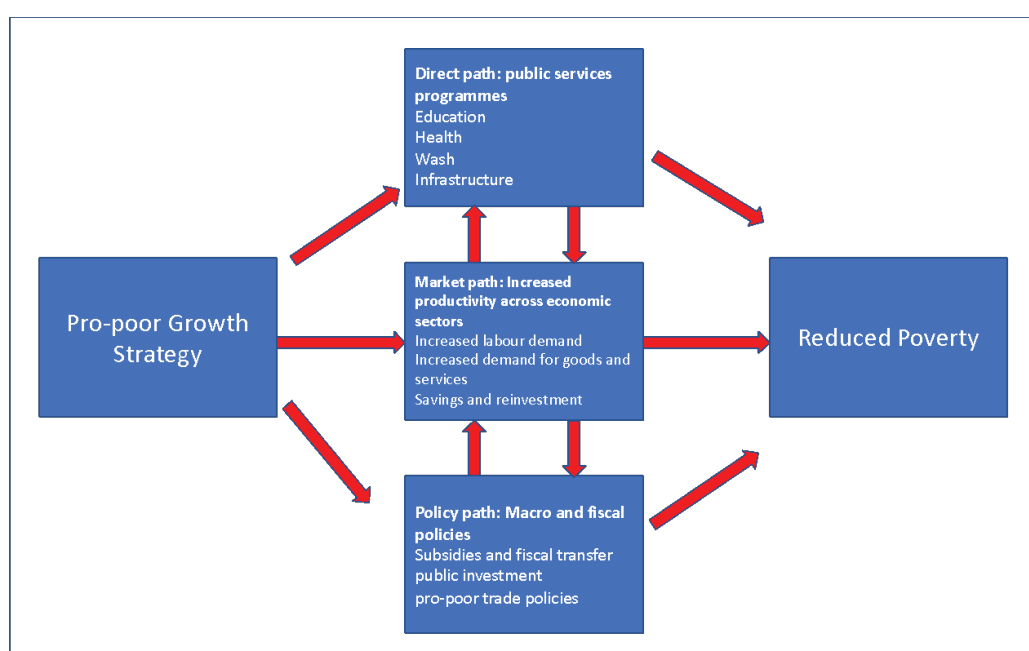 Direct path: public services
programmes
Education
Health
Wash
Infrastructure
Pro-poor Growth
Strategy
Market path: Increased
productivity across economic
sectors
Increased labour demand
Increased demand for goods and
services
Savings and reinvestment
Reduced Poverty
Policy path: Macro and fiscal
policies
Subsidies and fiscal transfer
public investment
pro-poor trade policies